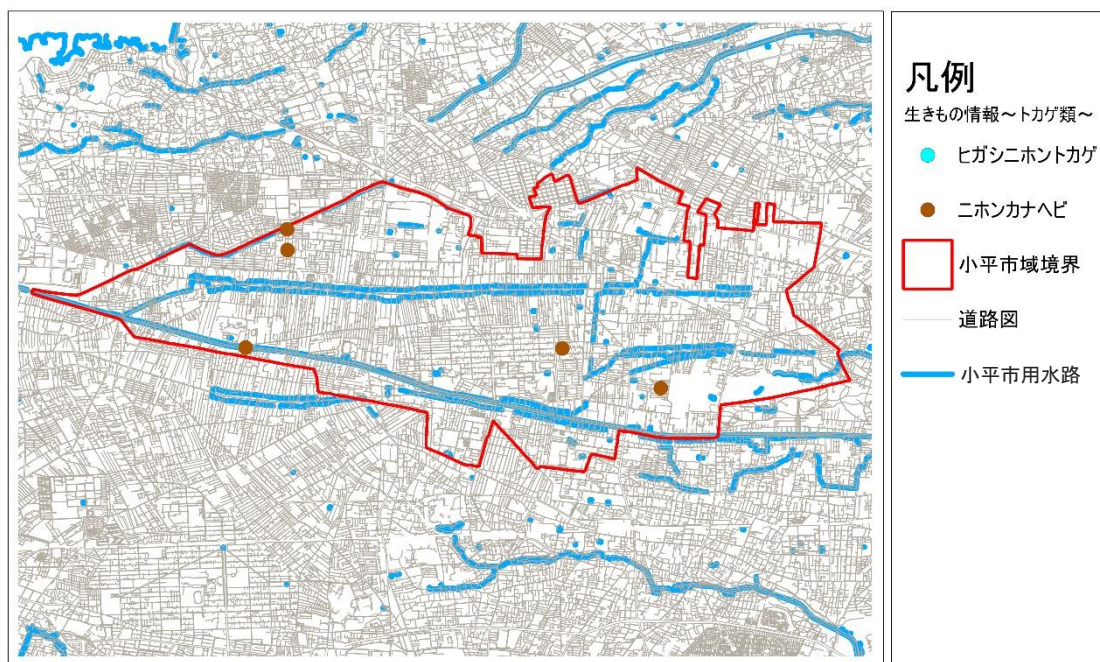 凡例
生きもの情報～トカゲ類～
ヒガシニホントカゲ
ニホンカナヘビ
小平市域境界
道路図
小平市用水路